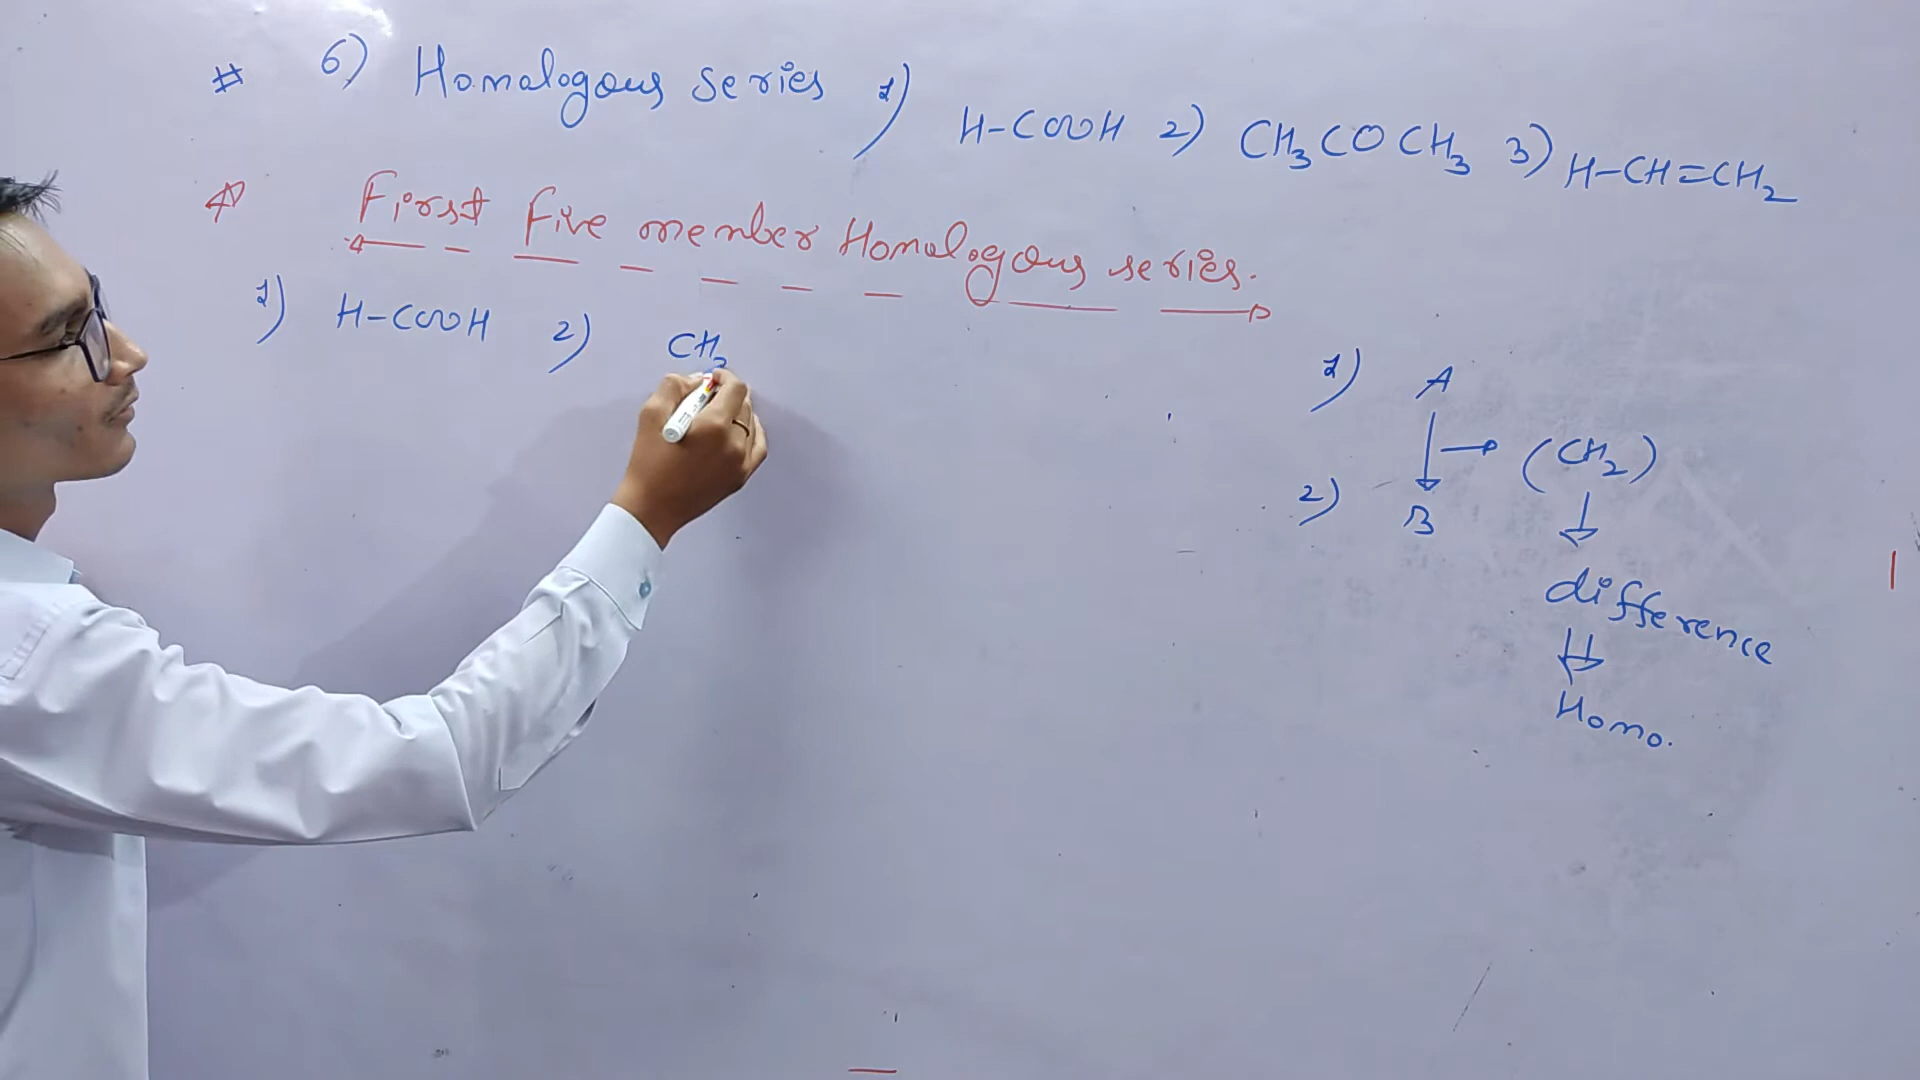 # 6) Homologous series 1) H-COOH 2) CH3COCH3 3) H-CH=CH2
First five member Homologous series.
1) H-COOH 2) CH3
1) A
→ (CH2)
2) B
difference
Homo.